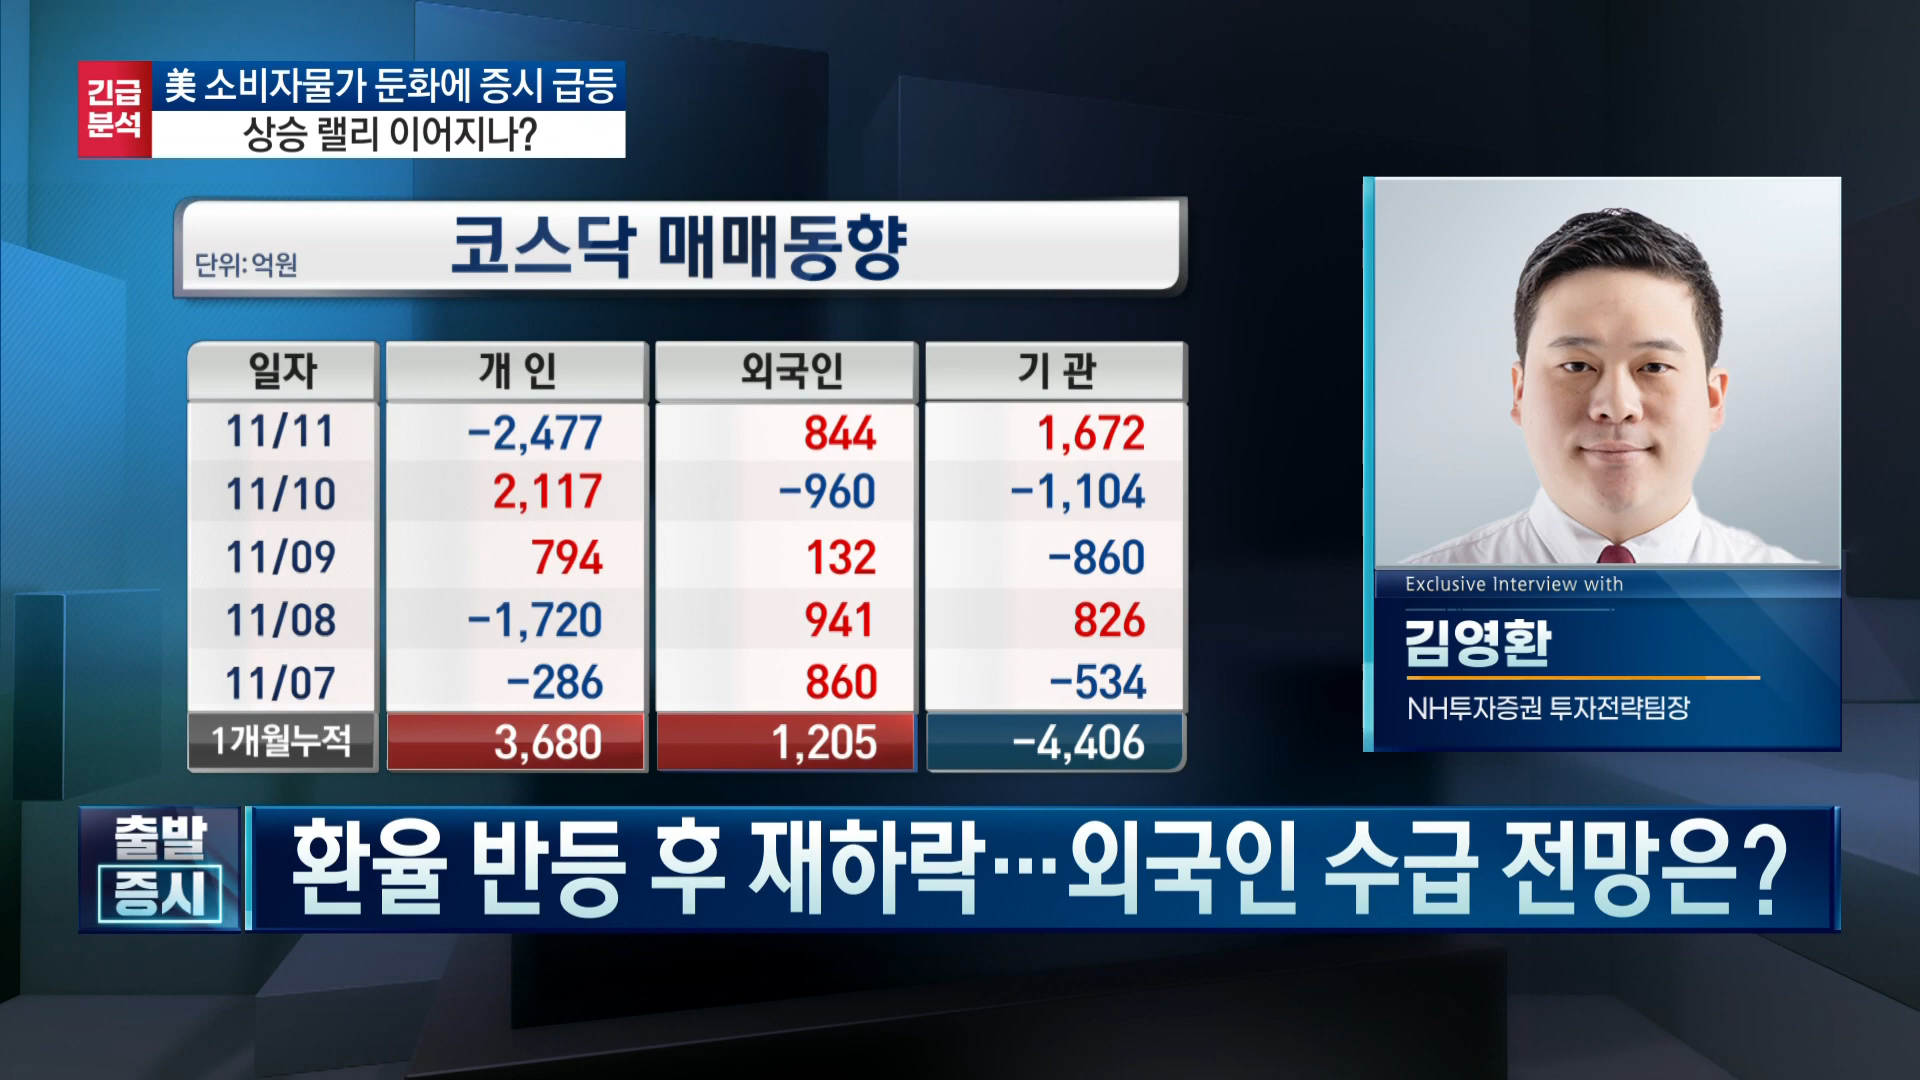 긴급
분석
美 소비자물가 둔화에 증시 급등
상승 랠리 이어지나?
단위:억원
코스닥 매매동향
일자 개 인 외국인 기 관
11/11 -2,477 844 1,672
11/10 2,117 -960 -1,104
11/09 794 132 -860
11/08 -1,720 941 826
11/07 -286 860 -534
1개월누적 3,680 1,205 -4,406
Exclusive Interview with
김영환
NH투자증권 투자전략팀장
출발
증시
환율 반등 후 재하락…외국인 수급 전망은?